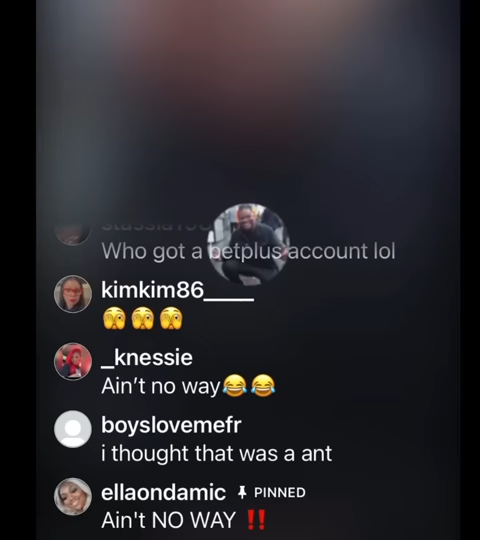 Who got a betplus account lol
kimkim86____
🫣🫣🫣
_knessie
Ain't no way😂😂
boyslovemefr
i thought that was a ant
ellaondamic PINNED
Ain't NO WAY ‼️